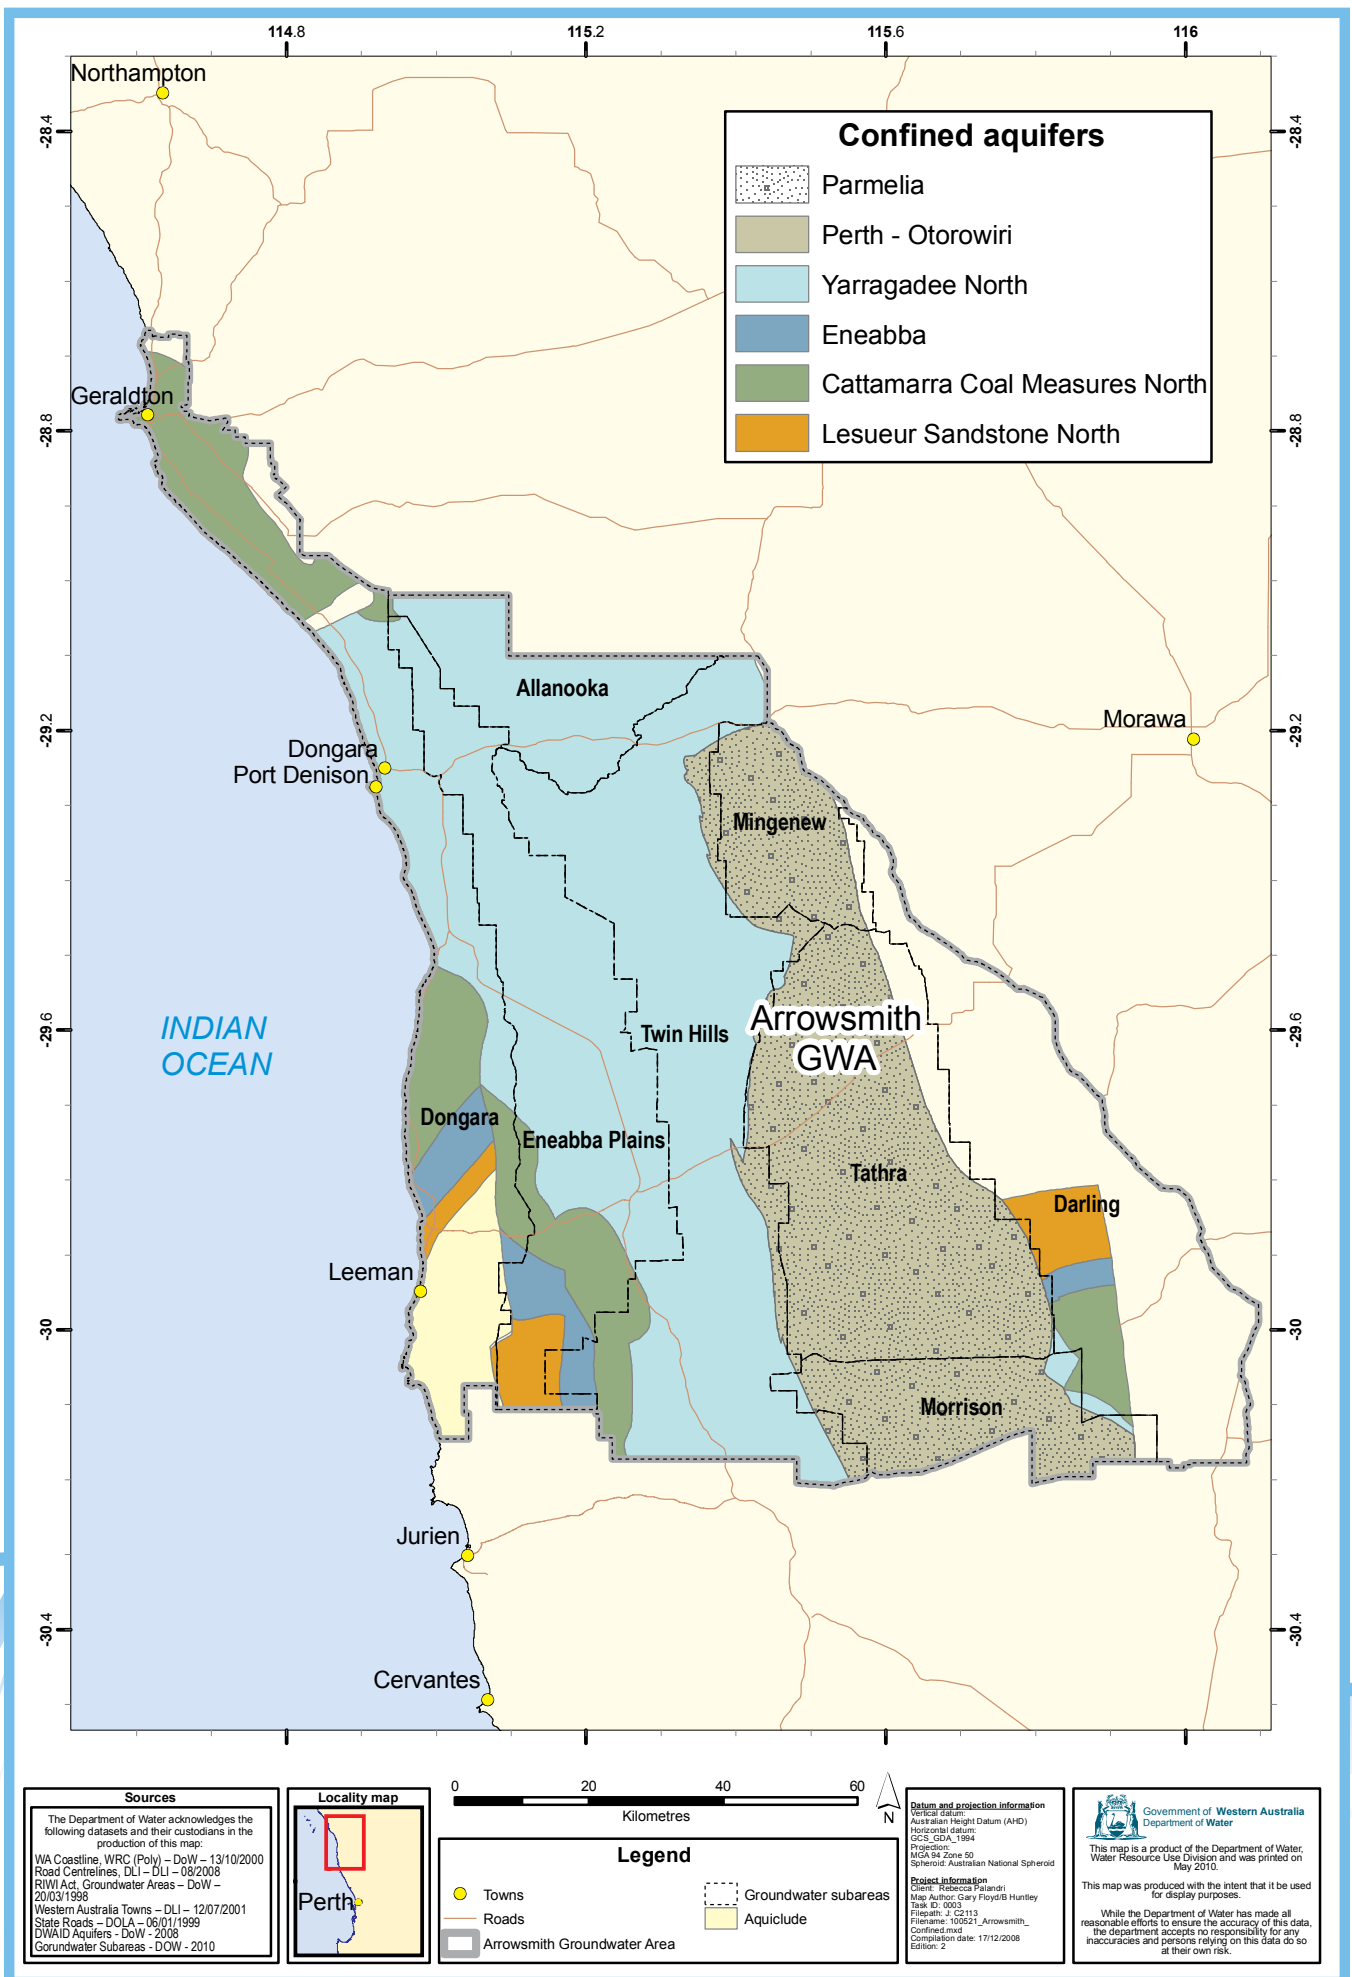 114.8
115.2
115.6
116
Northampton
-28.4
-28.4
Confined aquifers
Parmelia
Perth - Otorowiri
Yarragadee North
Eneabba
Cattamarra Coal Measures North
Lesueur Sandstone North
Geraldton
-28.8
-28.8
Allanooka
Morawa
-29.2
-29.2
Dongara
Port Denison
Mingenew
INDIAN
OCEAN
-29.6
-29.6
Twin Hills
Arrowsmith
GWA
Dongara
Eneabba Plains
Tathra
Darling
Leeman
-30
-30
Morrison
Jurien
-30.4
-30.4
Cervantes
Sources
The Department of Water acknowledges the
following datasets and their custodians in the
production of this map:
WA Coastline, WRC (Poly) – DoW – 13/10/2000
Road Centrelines, DLI – DLI – 08/2008
RIWI Act, Groundwater Areas – DoW –
20/03/1998
Western Australia Towns – DLI – 12/07/2001
State Roads – DOLA – 06/01/1999
DWAID Aquifers - DoW - 2008
Gorundwater Subareas - DOW - 2010
Locality map
Perth
0 20 40 60
Kilometres
N
Legend
Towns
Roads
Arrowsmith Groundwater Area
Groundwater subareas
Aquiclude
Datum and projection information
Vertical datum:
Australian Height Datum (AHD)
Horizontal datum:
GCS_GDA_1994
Projection:
MGA 94 Zone 50
Spheroid: Australian National Spheroid
Project information
Client: Rebecca Palandri
Map Author: Gary Floyd/B Huntley
Task ID: 0003
Filepath: J: C2113
Filename: 100521_Arrowsmith_
Confined.mxd
Compilation date: 17/12/2008
Edition: 2
Government of Western Australia
Department of Water
This map is a product of the Department of Water,
Water Resource Use Division and was printed on
May 2010.
This map was produced with the intent that it be used
for display purposes.
While the Department of Water has made all
reasonable efforts to ensure the accuracy of this data,
the department accepts no responsibility for any
inaccuracies and persons relying on this data do so
at their own risk.